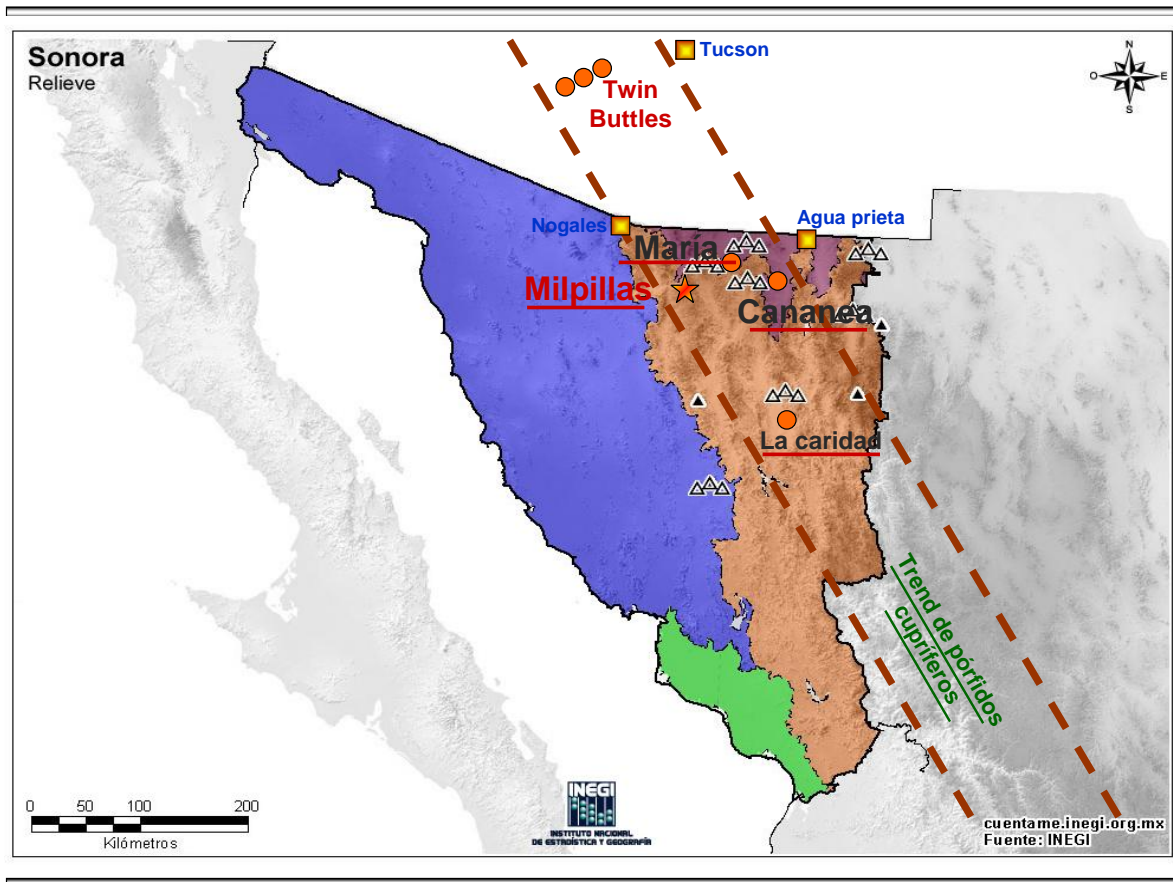 Sonora
Relieve
Tucson
Twin
Buttles
N
O
E
S
Nogales
Agua prieta
María
Milpillas
Cananea
La caridad
Trend de pórfidos
cupríferos
0 50 100 200
Kilómetros
INEGI
INSTITUTO NACIONAL
DE ESTADÍSTICA Y GEOGRAFÍA
cuentame.inegi.org.mx
Fuente: INEGI